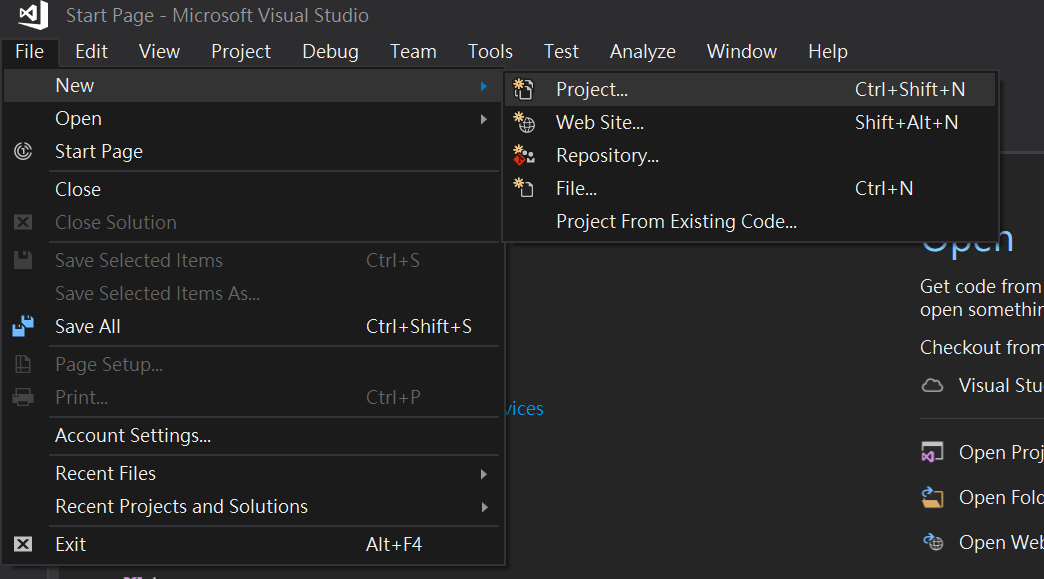 Start Page - Microsoft Visual Studio
File Edit View Project Debug Team Tools Test Analyze Window Help
New
Open
Start Page
Close
Close Solution
Save Selected Items Ctrl+S
Save Selected Items As...
Save All Ctrl+Shift+S
Page Setup...
Print... Ctrl+P
Account Settings...
Recent Files
Recent Projects and Solutions
Exit Alt+F4
Project... Ctrl+Shift+N
Web Site... Shift+Alt+N
Repository...
File... Ctrl+N
Project From Existing Code...
vices
Open
Get code from
open somethin
Checkout from
Visual Stu
Open Proj
Open Fold
Open Web